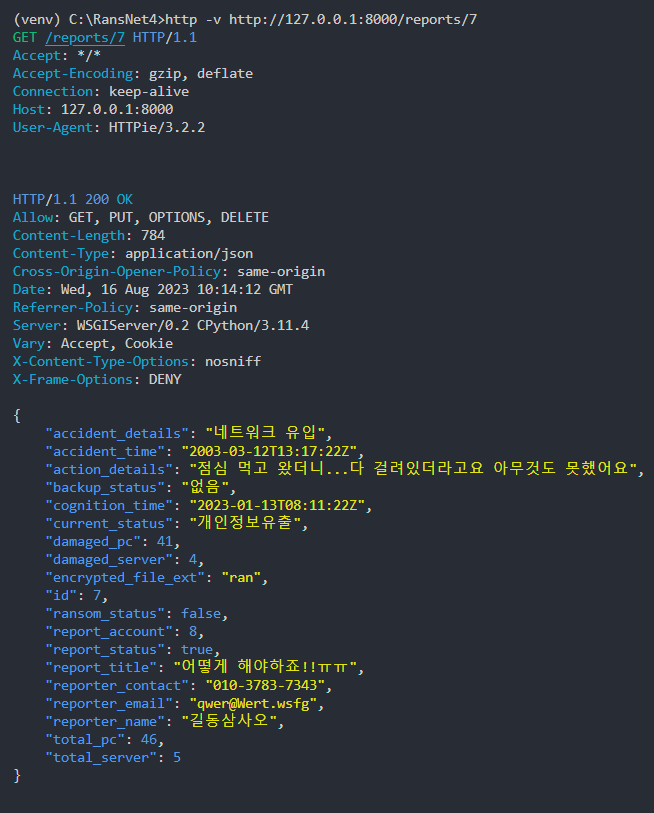 (venv) C:\RansNet4>http -v http://127.0.0.1:8000/reports/7
GET /reports/7 HTTP/1.1
Accept: */*
Accept-Encoding: gzip, deflate
Connection: keep-alive
Host: 127.0.0.1:8000
User-Agent: HTTPie/3.2.2
HTTP/1.1 200 OK
Allow: GET, PUT, OPTIONS, DELETE
Content-Length: 784
Content-Type: application/json
Cross-Origin-Opener-Policy: same-origin
Date: Wed, 16 Aug 2023 10:14:12 GMT
Referrer-Policy: same-origin
Server: WSGIServer/0.2 CPython/3.11.4
Vary: Accept, Cookie
X-Content-Type-Options: nosniff
X-Frame-Options: DENY
{
    "accident_details": "네트워크 유입",
    "accident_time": "2003-03-12T13:17:22Z",
    "action_details": "점심 먹고 왔더니...다 걸려있더라고요 아무것도 못했어요",
    "backup_status": "없음",
    "cognition_time": "2023-01-13T08:11:22Z",
    "current_status": "개인정보유출",
    "damaged_pc": 41,
    "damaged_server": 4,
    "encrypted_file_ext": "ran",
    "id": 7,
    "ransom_status": false,
    "report_account": 8,
    "report_status": true,
    "report_title": "어떻게 해야하죠!!ㅠㅠ",
    "reporter_contact": "010-3783-7343",
    "reporter_email": "qwer@Wert.wsfg",
    "reporter_name": "길동삼사오",
    "total_pc": 46,
    "total_server": 5
}